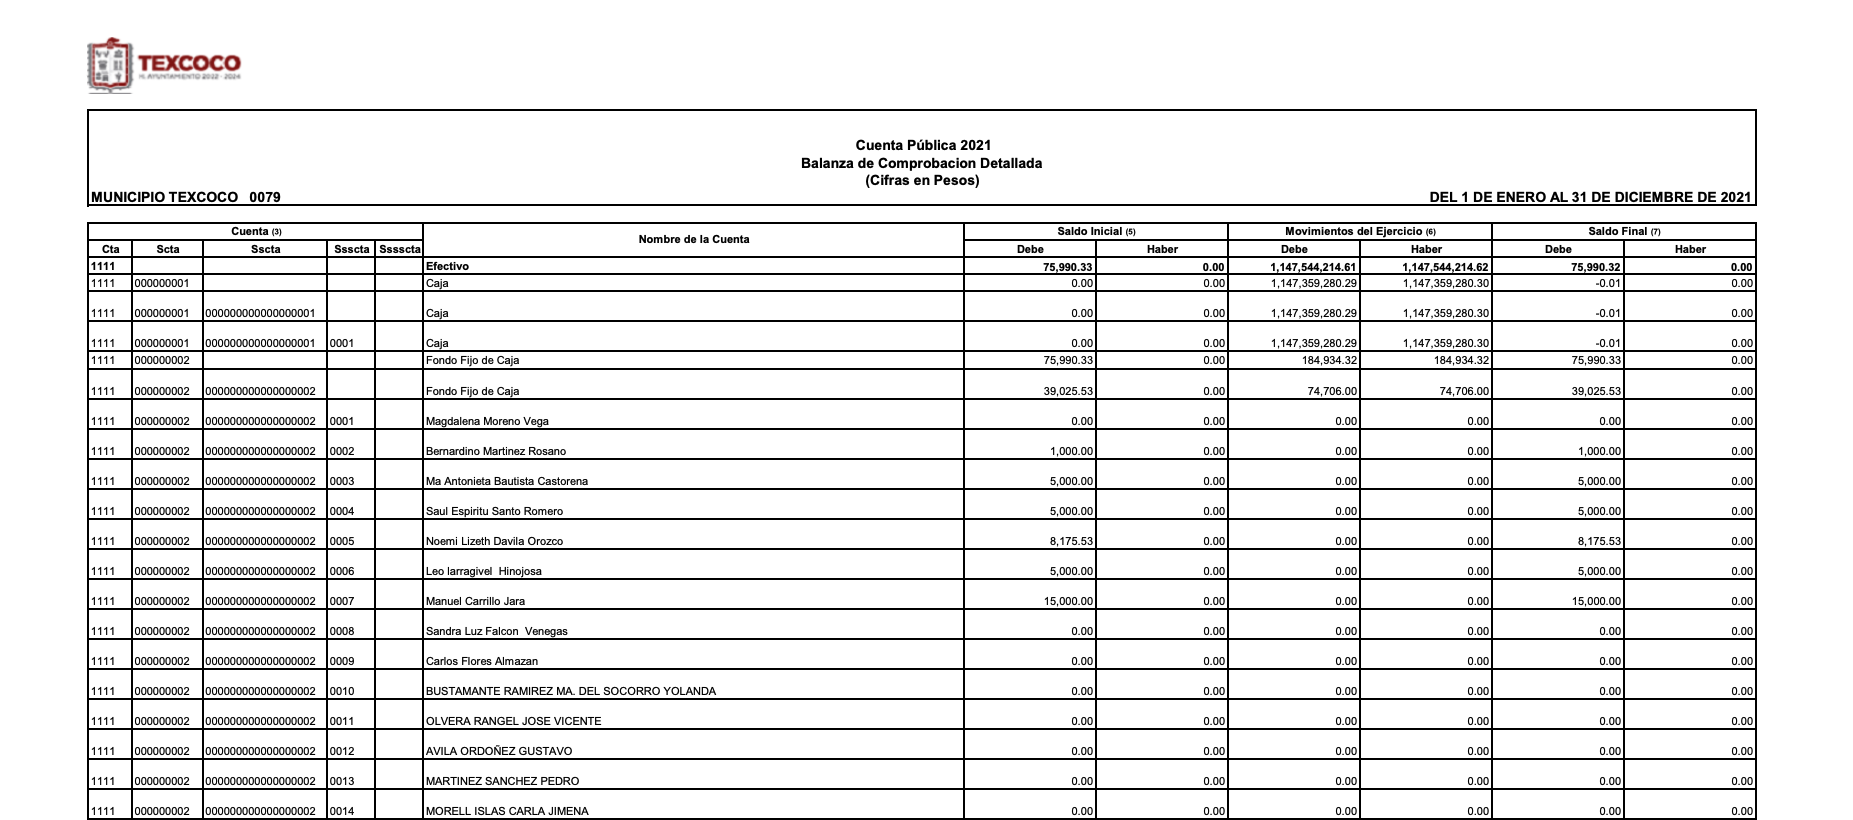 TEXCOCO
H. AYUNTAMIENTO 2022 - 2024
Cuenta Pública 2021
Balanza de Comprobacion Detallada
(Cifras en Pesos)
MUNICIPIO TEXCOCO 0079 DEL 1 DE ENERO AL 31 DE DICIEMBRE DE 2021
Cuenta (3) Nombre de la Cuenta Saldo Inicial (5) Movimientos del Ejercicio (6) Saldo Final (7)
Cta Scta Sscta Ssscta Sssscta Debe Haber Debe Haber Debe Haber
1111 Efectivo 75,990.33 0.00 1,147,544,214.61 1,147,544,214.62 75,990.32 0.00
1111 000000001 Caja 0.00 0.00 1,147,359,280.29 1,147,359,280.30 -0.01 0.00
1111 000000001 000000000000000001 Caja 0.00 0.00 1,147,359,280.29 1,147,359,280.30 -0.01 0.00
1111 000000001 000000000000000001 0001 Caja 0.00 0.00 1,147,359,280.29 1,147,359,280.30 -0.01 0.00
1111 000000002 Fondo Fijo de Caja 75,990.33 0.00 184,934.32 184,934.32 75,990.33 0.00
1111 000000002 000000000000000002 Fondo Fijo de Caja 39,025.53 0.00 74,706.00 74,706.00 39,025.53 0.00
1111 000000002 000000000000000002 0001 Magdalena Moreno Vega 0.00 0.00 0.00 0.00 0.00 0.00
1111 000000002 000000000000000002 0002 Bernardino Martinez Rosano 1,000.00 0.00 0.00 0.00 1,000.00 0.00
1111 000000002 000000000000000002 0003 Ma Antonieta Bautista Castorena 5,000.00 0.00 0.00 0.00 5,000.00 0.00
1111 000000002 000000000000000002 0004 Saul Espiritu Santo Romero 5,000.00 0.00 0.00 0.00 5,000.00 0.00
1111 000000002 000000000000000002 0005 Noemi Lizeth Davila Orozco 8,175.53 0.00 0.00 0.00 8,175.53 0.00
1111 000000002 000000000000000002 0006 Leo Iarragivel Hinojosa 5,000.00 0.00 0.00 0.00 5,000.00 0.00
1111 000000002 000000000000000002 0007 Manuel Carrillo Jara 15,000.00 0.00 0.00 0.00 15,000.00 0.00
1111 000000002 000000000000000002 0008 Sandra Luz Falcon Venegas 0.00 0.00 0.00 0.00 0.00 0.00
1111 000000002 000000000000000002 0009 Carlos Flores Almazan 0.00 0.00 0.00 0.00 0.00 0.00
1111 000000002 000000000000000002 0010 BUSTAMANTE RAMIREZ MA. DEL SOCORRO YOLANDA 0.00 0.00 0.00 0.00 0.00 0.00
1111 000000002 000000000000000002 0011 OLVERA RANGEL JOSE VICENTE 0.00 0.00 0.00 0.00 0.00 0.00
1111 000000002 000000000000000002 0012 AVILA ORDOÑEZ GUSTAVO 0.00 0.00 0.00 0.00 0.00 0.00
1111 000000002 000000000000000002 0013 MARTINEZ SANCHEZ PEDRO 0.00 0.00 0.00 0.00 0.00 0.00
1111 000000002 000000000000000002 0014 MORELL ISLAS CARLA JIMENA 0.00 0.00 0.00 0.00 0.00 0.00